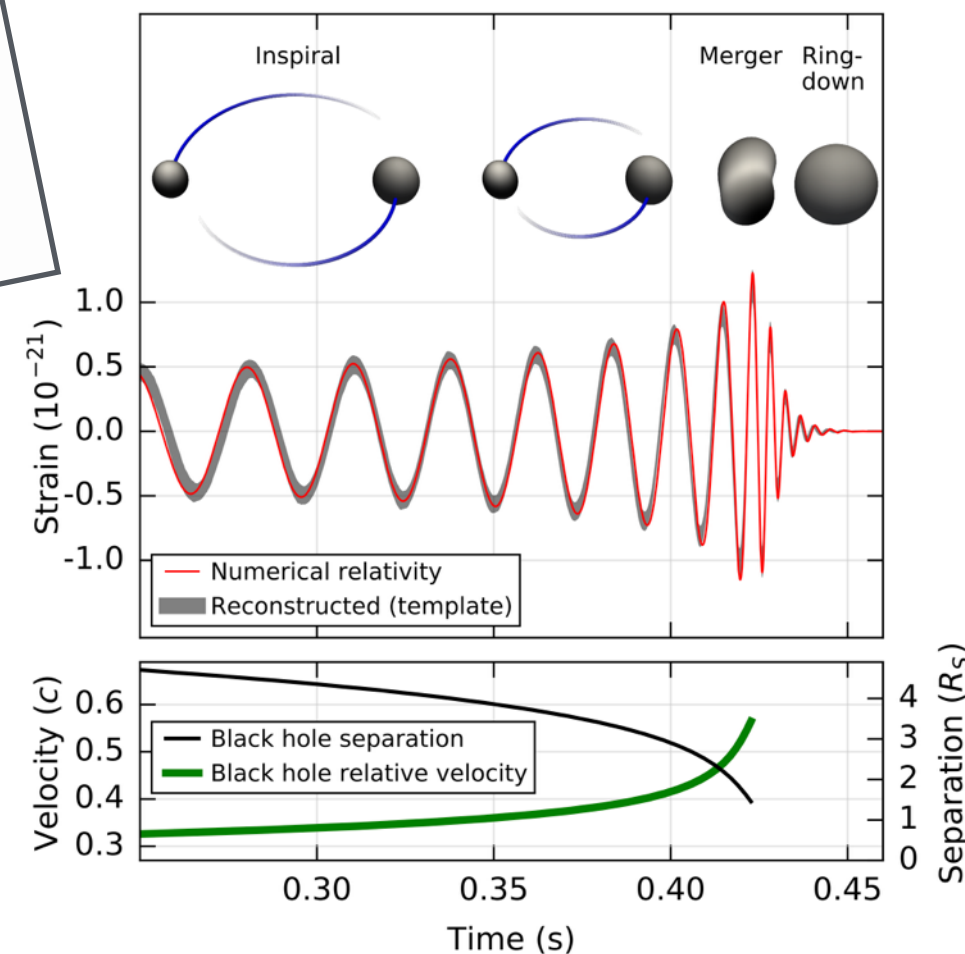 Inspiral
Merger
Ring-
down
1.0
0.5
0.0
-0.5
-1.0
Strain (10⁻²¹)
Numerical relativity
Reconstructed (template)
0.6
0.5
0.4
0.3
Velocity (c)
Black hole separation
Black hole relative velocity
4
3
2
1
0
Separation (R_S)
0.30 0.35 0.40 0.45
Time (s)